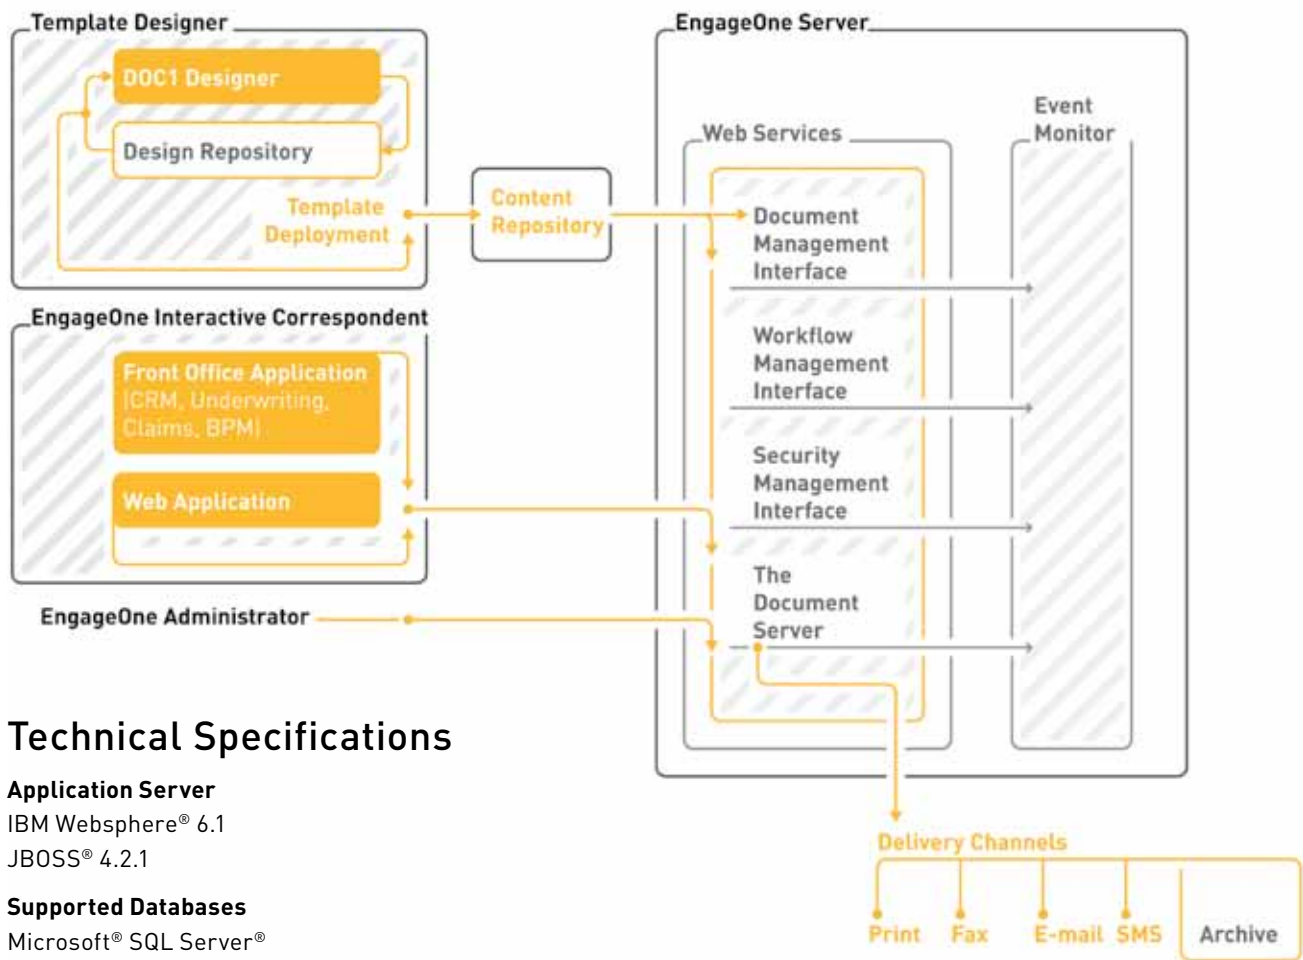 Template Designer
DOC1 Designer
Design Repository
Template
Deployment
Content
Repository
EngageOne Server
Web Services
Event
Monitor
Document
Management
Interface
Workflow
Management
Interface
Security
Management
Interface
The
Document
Server
EngageOne Interactive Correspondent
Front Office Application
(CRM, Underwriting,
Claims, BPM)
Web Application
EngageOne Administrator
Delivery Channels
Print
Fax
E-mail
SMS
Archive
Technical Specifications
Application Server
IBM Websphere® 6.1
JBOSS® 4.2.1
Supported Databases
Microsoft® SQL Server®